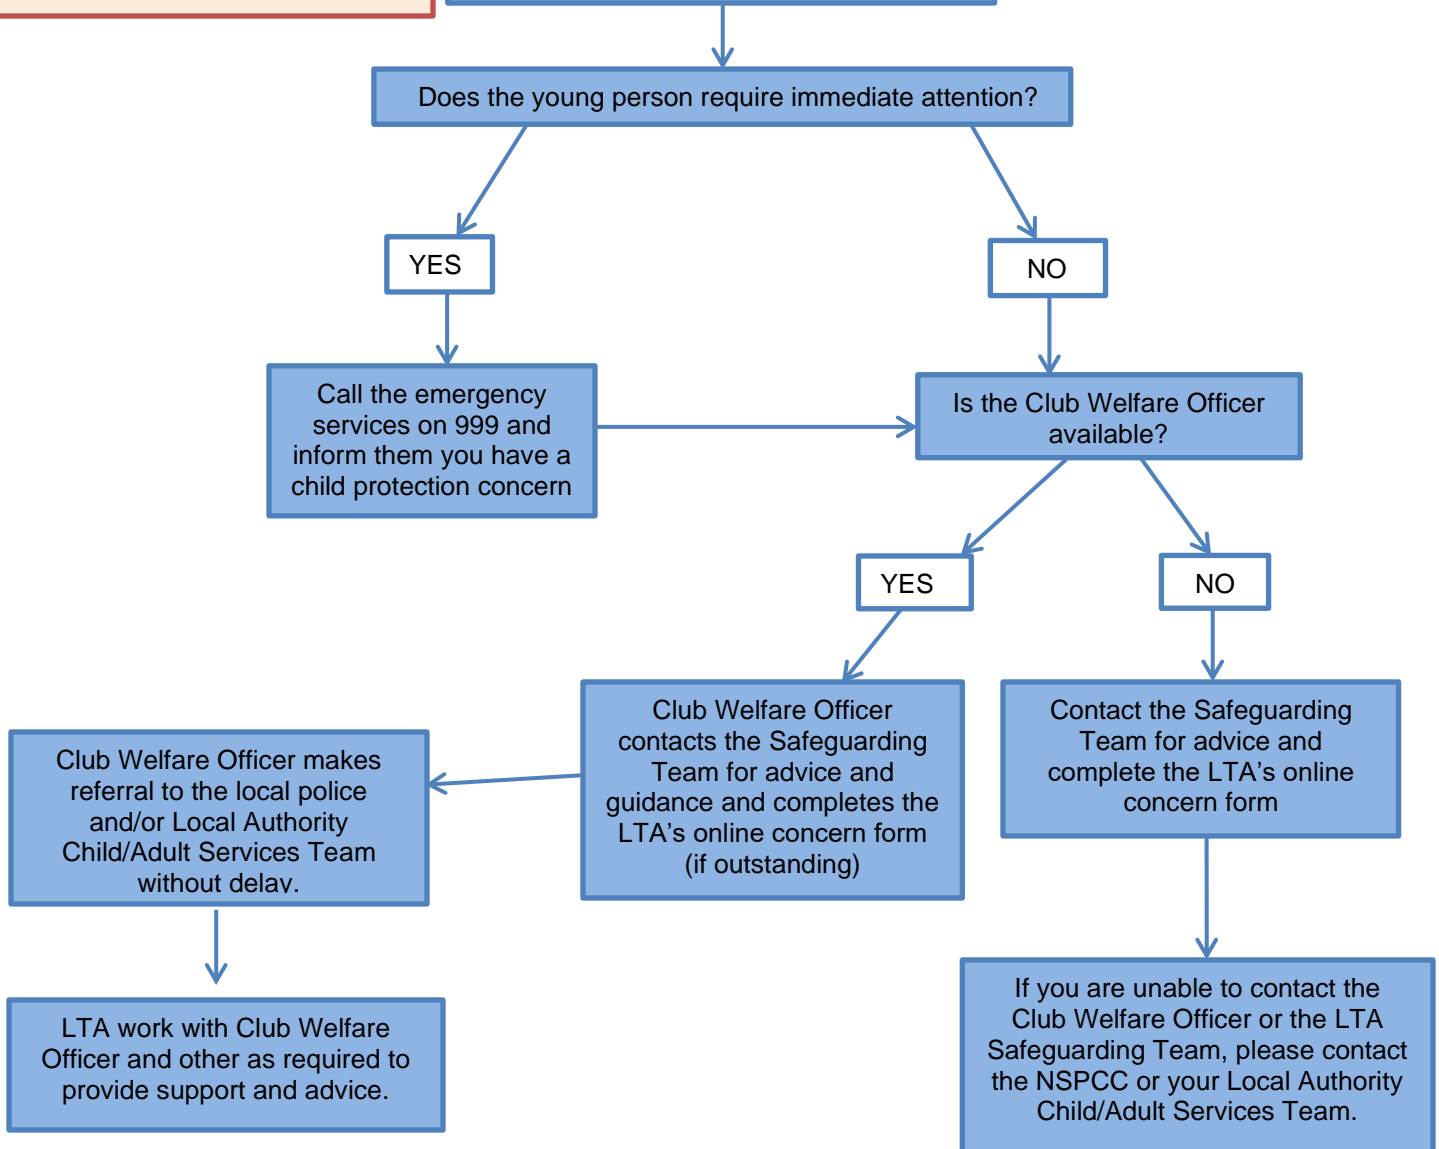 Does the young person require immediate attention?
YES
NO
Call the emergency
services on 999 and
inform them you have a
child protection concern
Is the Club Welfare Officer
available?
YES
NO
Club Welfare Officer
contacts the Safeguarding
Team for advice and
guidance and completes the
LTA’s online concern form
(if outstanding)
Contact the Safeguarding
Team for advice and
complete the LTA’s online
concern form
Club Welfare Officer makes
referral to the local police
and/or Local Authority
Child/Adult Services Team
without delay.
LTA work with Club Welfare
Officer and other as required to
provide support and advice.
If you are unable to contact the
Club Welfare Officer or the LTA
Safeguarding Team, please contact
the NSPCC or your Local Authority
Child/Adult Services Team.